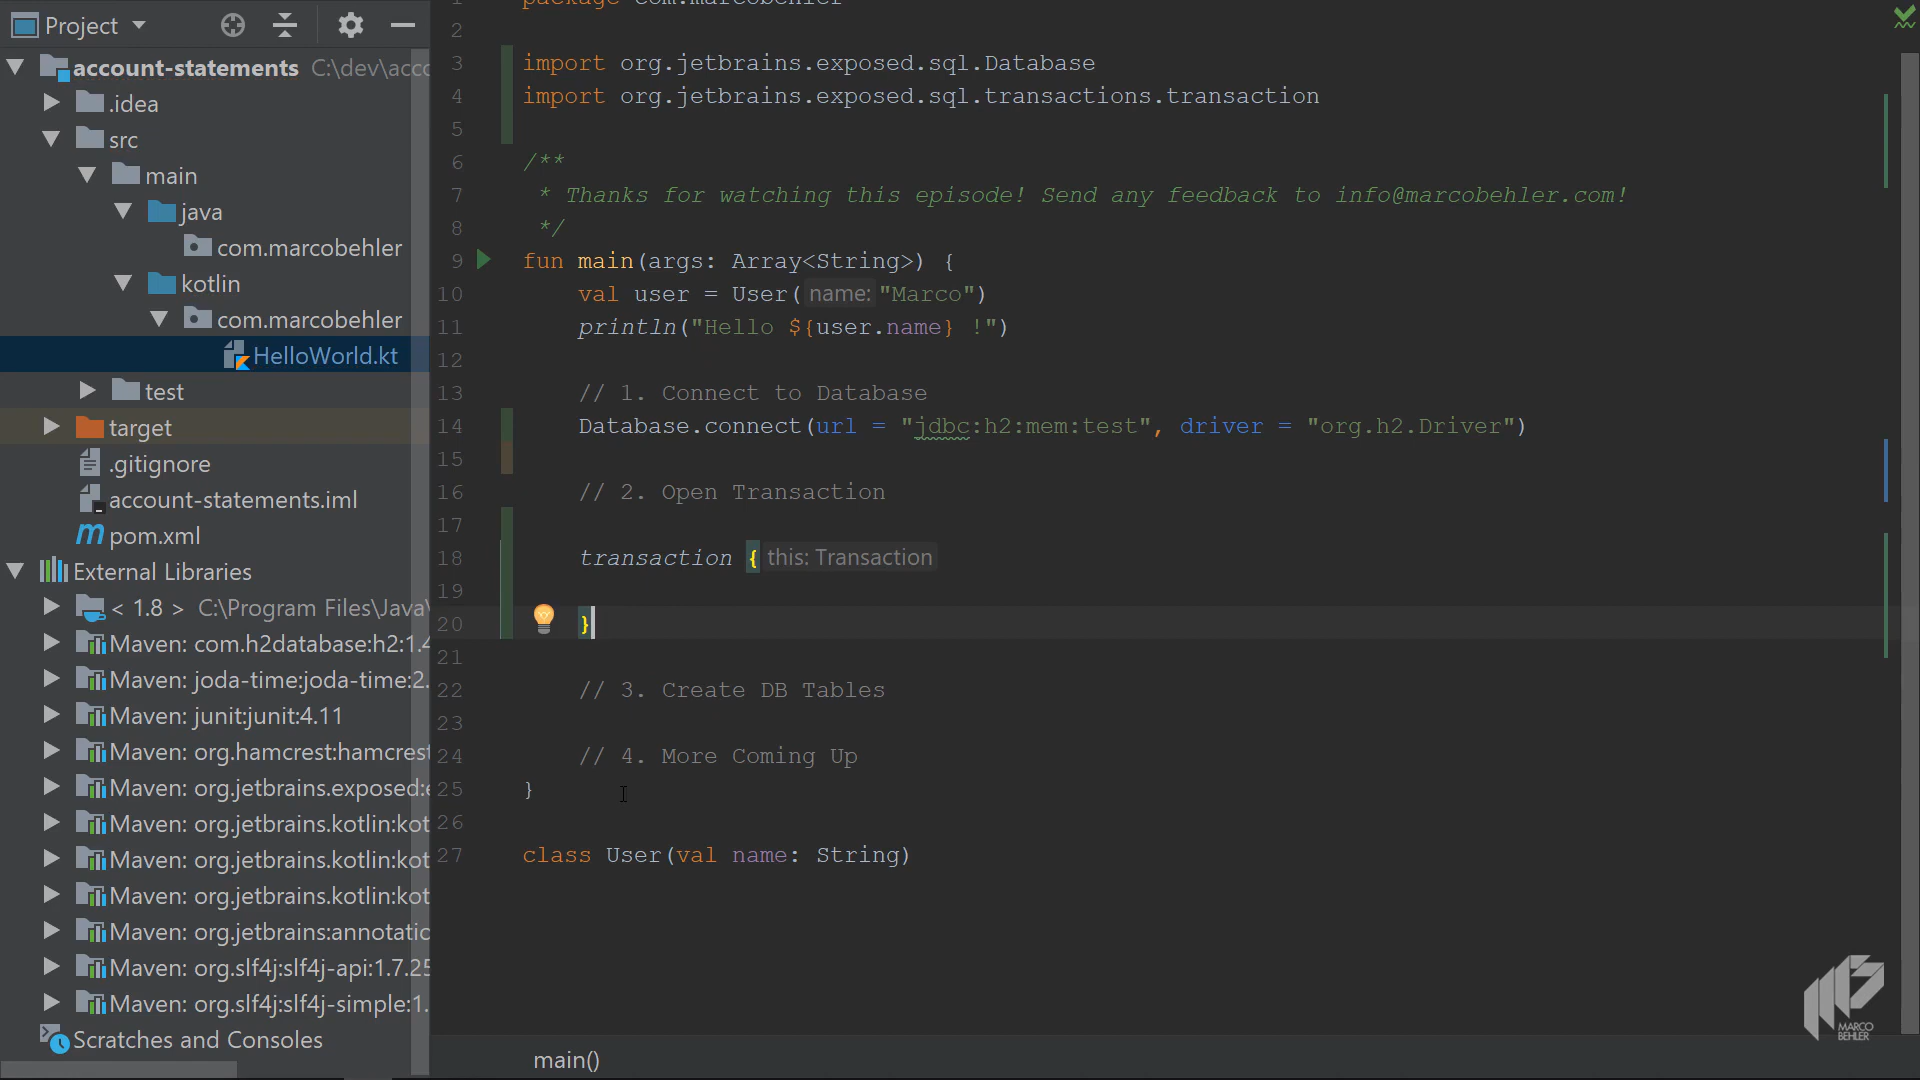 Project
account-statements C:\dev\acco
.idea
src
main
java
com.marcobehler
kotlin
com.marcobehler
HelloWorld.kt
test
target
.gitignore
account-statements.iml
pom.xml
External Libraries
< 1.8 > C:\Program Files\Java\
Maven: com.h2database:h2:1.4
Maven: joda-time:joda-time:2.
Maven: junit:junit:4.11
Maven: org.hamcrest:hamcrest
Maven: org.jetbrains.exposed:e
Maven: org.jetbrains.kotlin:kot
Maven: org.jetbrains.kotlin:kot
Maven: org.jetbrains.kotlin:kot
Maven: org.jetbrains:annotatio
Maven: org.slf4j:slf4j-api:1.7.25
Maven: org.slf4j:slf4j-simple:1.
Scratches and Consoles
1 package com.marcobehler
2
3 import org.jetbrains.exposed.sql.Database
4 import org.jetbrains.exposed.sql.transactions.transaction
5
6 /**
7 * Thanks for watching this episode! Send any feedback to info@marcobehler.com!
8 */
9 fun main(args: Array<String>) {
10 val user = User( name: "Marco")
11 println("Hello ${user.name} !")
12
13 // 1. Connect to Database
14 Database.connect(url = "jdbc:h2:mem:test", driver = "org.h2.Driver")
15
16 // 2. Open Transaction
17
18 transaction { this: Transaction
19
20 }
21
22 // 3. Create DB Tables
23
24 // 4. More Coming Up
25 }
26
27 class User(val name: String)
main()
MARCO
BEHLER